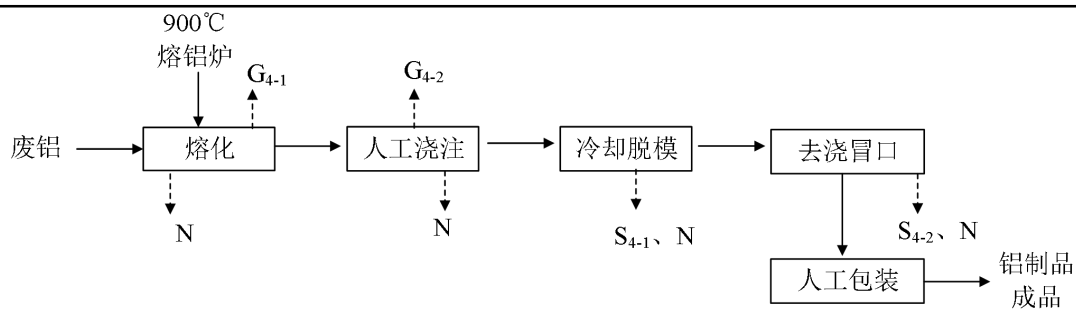 900℃
熔铝炉
G4-1
G4-2
废铝
熔化
人工浇注
冷却脱模
去浇冒口
N
N
S4-1、N
S4-2、N
人工包装
铝制品
成品